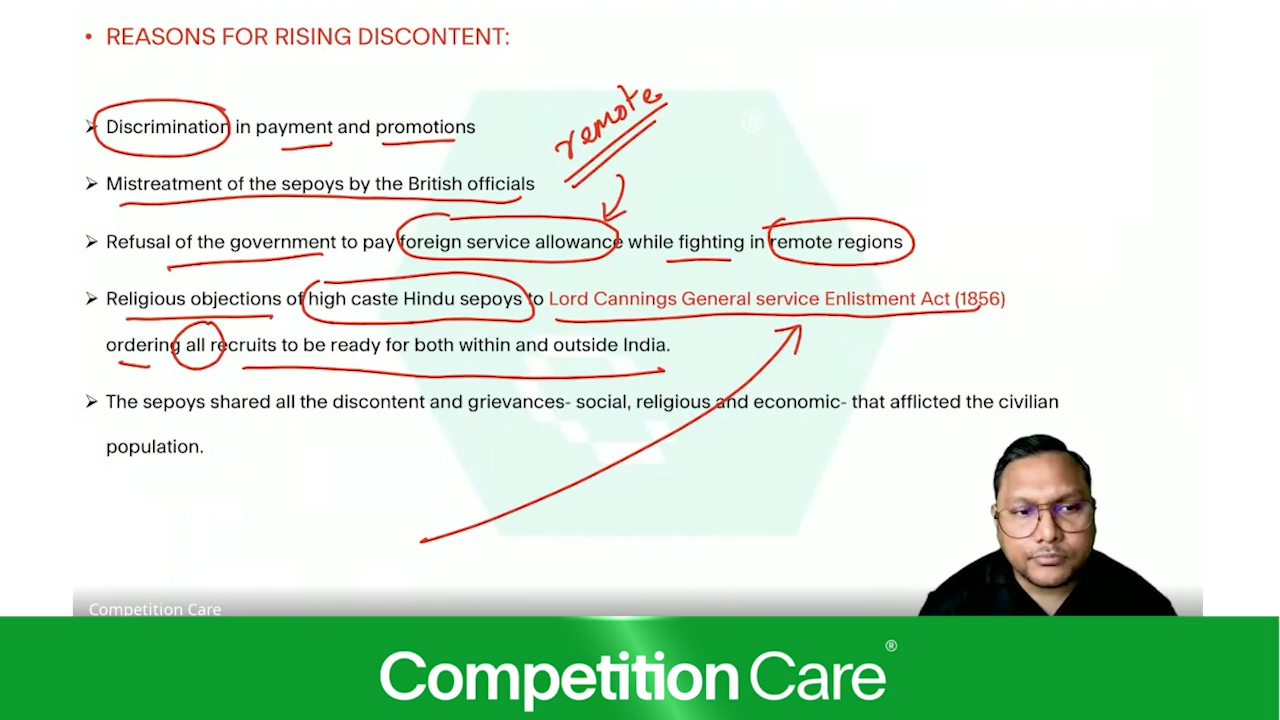 • REASONS FOR RISING DISCONTENT:
remote
➤ Discrimination in payment and promotions
➤ Mistreatment of the sepoys by the British officials
➤ Refusal of the government to pay foreign service allowance while fighting in remote regions
➤ Religious objections of high caste Hindu sepoys to Lord Cannings General service Enlistment Act (1856)
ordering all recruits to be ready for both within and outside India.
➤ The sepoys shared all the discontent and grievances- social, religious and economic- that afflicted the civilian
population.
Competition Care
Competition Care®